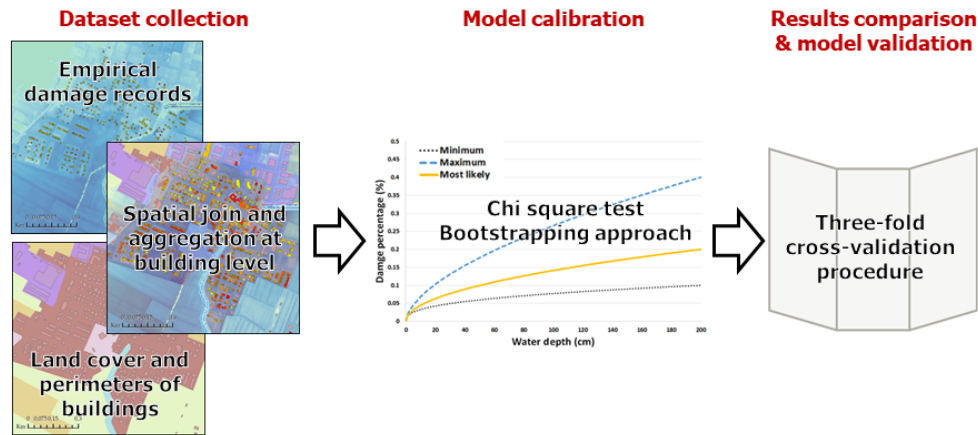 Dataset collection
Model calibration
Results comparison
& model validation
Empirical
damage records
Spatial join and
aggregation at
building level
Land cover and
perimeters of
buildings
Damge percentage (%)
0.5
0.45
0.4
0.35
0.3
0.25
0.2
0.15
0.1
0.05
0
Minimum
Maximum
Most likely
Chi square test
Bootstrapping approach
0 20 40 60 80 100 120 140 160 180 200
Water depth (cm)
Three-fold
cross-validation
procedure